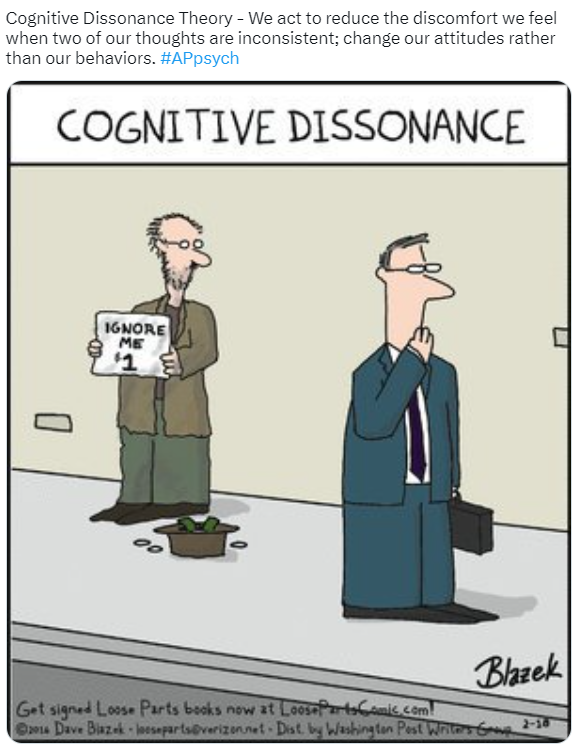 Cognitive Dissonance Theory - We act to reduce the discomfort we feel
when two of our thoughts are inconsistent; change our attitudes rather
than our behaviors. #APpsych
COGNITIVE DISSONANCE
IGNORE
ME
$1
Blazek
Get signed Loose Parts books now at LoosePartsComic.com!
©2016 Dave Blazek - looseparts@verizon.net - Dist. by Washington Post Writers Group 2-18